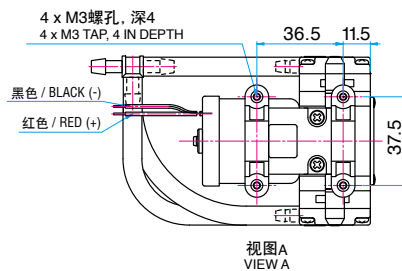 4 x M3螺孔, 深4
4 x M3 TAP, 4 IN DEPTH
36.5
11.5
黑色 / BLACK (-)
红色 / RED (+)
37.5
视图A
VIEW A